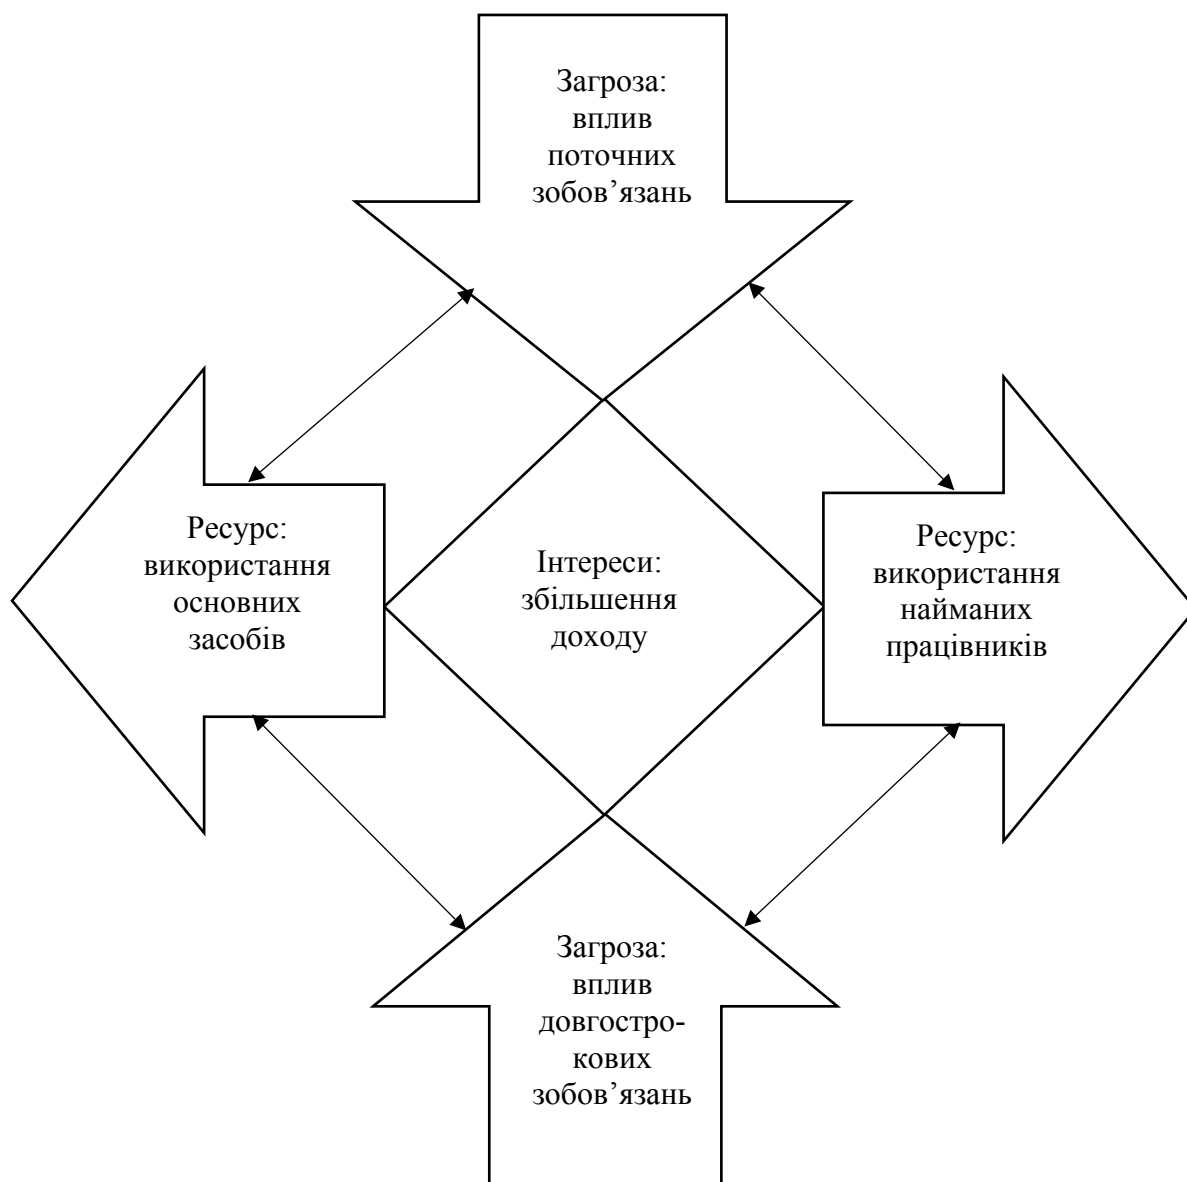 Загроза:
вплив
поточних
зобов’язань
Ресурс:
використання
основних
засобів
Інтереси:
збільшення
доходу
Ресурс:
використання
найманих
працівників
Загроза:
вплив
довгостро-
кових
зобов’язань